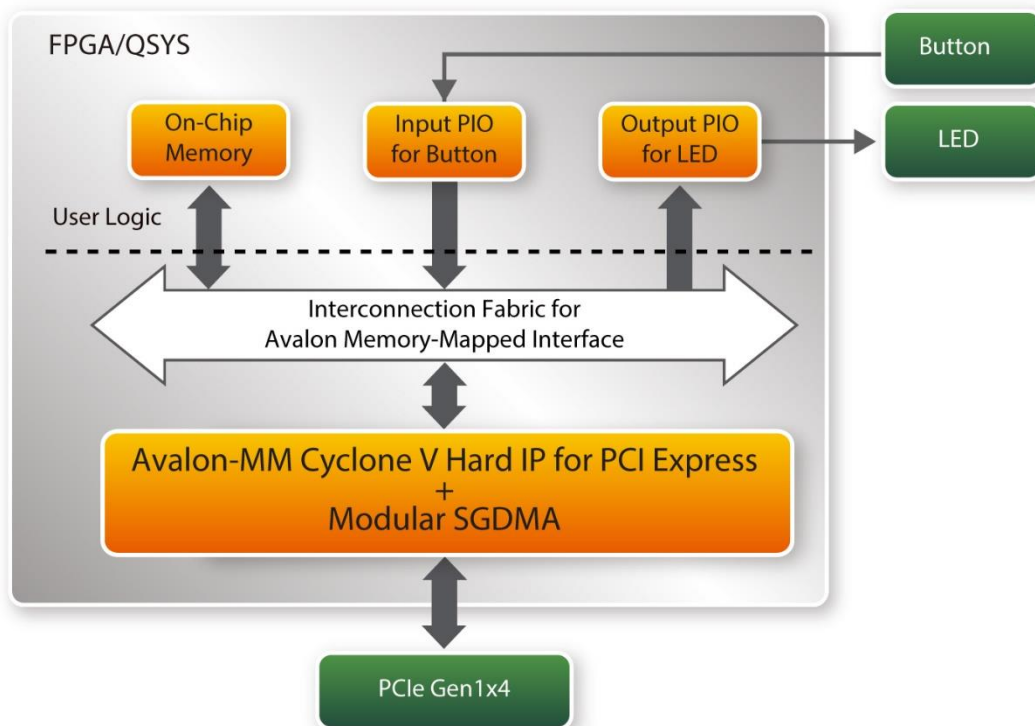 FPGA/QSYS
Button
On-Chip
Memory
Input PIO
for Button
Output PIO
for LED
LED
User Logic
Interconnection Fabric for
Avalon Memory-Mapped Interface
Avalon-MM Cyclone V Hard IP for PCI Express
+
Modular SGDMA
PCIe Gen1x4